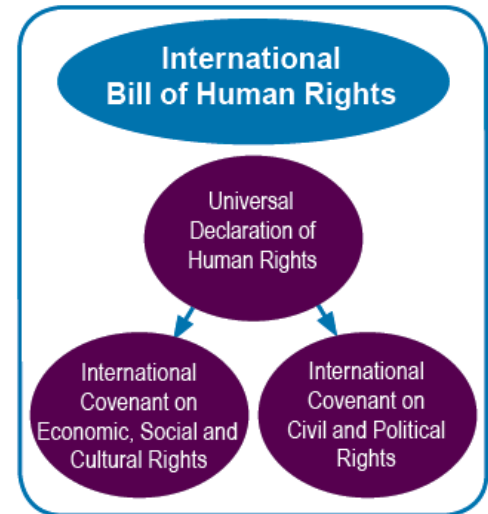 International
Bill of Human Rights
Universal
Declaration of
Human Rights
International
Covenant on
Economic, Social and
Cultural Rights
International
Covenant on
Civil and Political
Rights